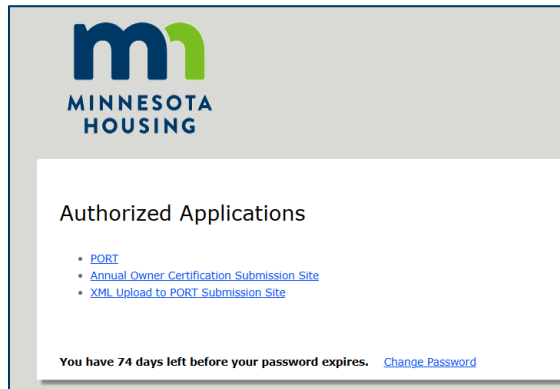 MINNESOTA
HOUSING
Authorized Applications
PORT
Annual Owner Certification Submission Site
XML Upload to PORT Submission Site
You have 74 days left before your password expires. Change Password